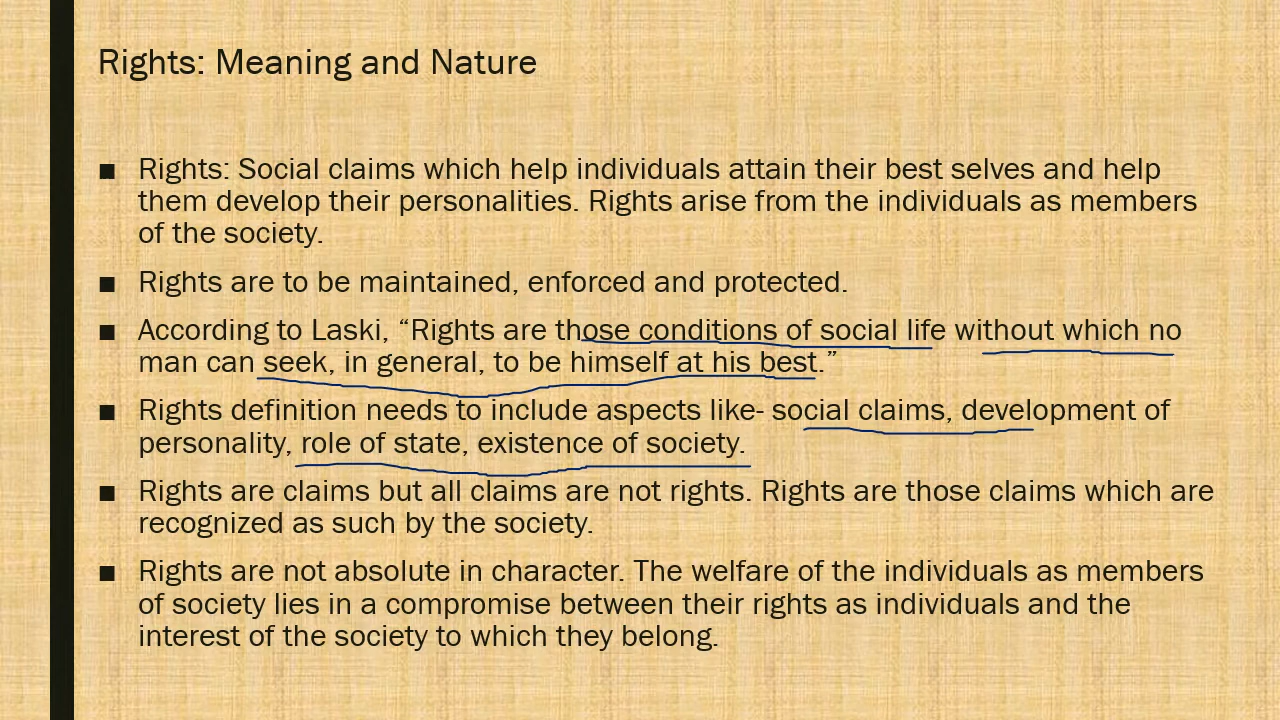 Rights: Meaning and Nature
■ Rights: Social claims which help individuals attain their best selves and help
them develop their personalities. Rights arise from the individuals as members
of the society.
■ Rights are to be maintained, enforced and protected.
■ According to Laski, “Rights are those conditions of social life without which no
man can seek, in general, to be himself at his best.”
■ Rights definition needs to include aspects like- social claims, development of
personality, role of state, existence of society.
■ Rights are claims but all claims are not rights. Rights are those claims which are
recognized as such by the society.
■ Rights are not absolute in character. The welfare of the individuals as members
of society lies in a compromise between their rights as individuals and the
interest of the society to which they belong.